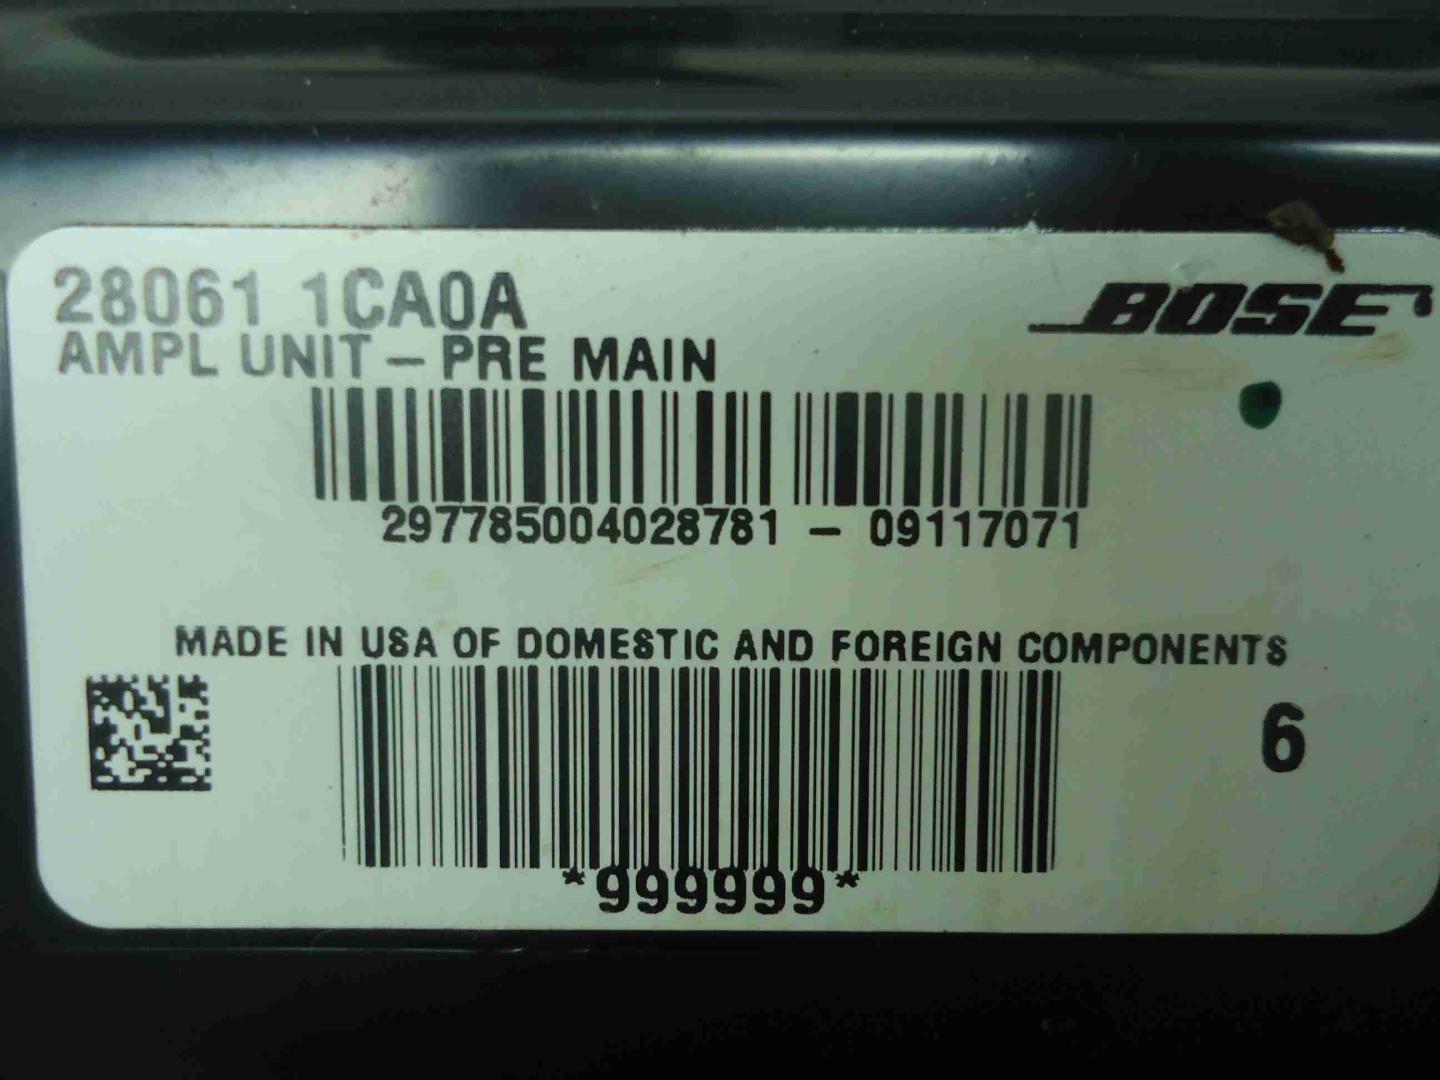 28061 1CA0A
BOSE
AMPL UNIT – PRE MAIN
297785004028781 – 09117071
MADE IN USA OF DOMESTIC AND FOREIGN COMPONENTS
6
*999999*